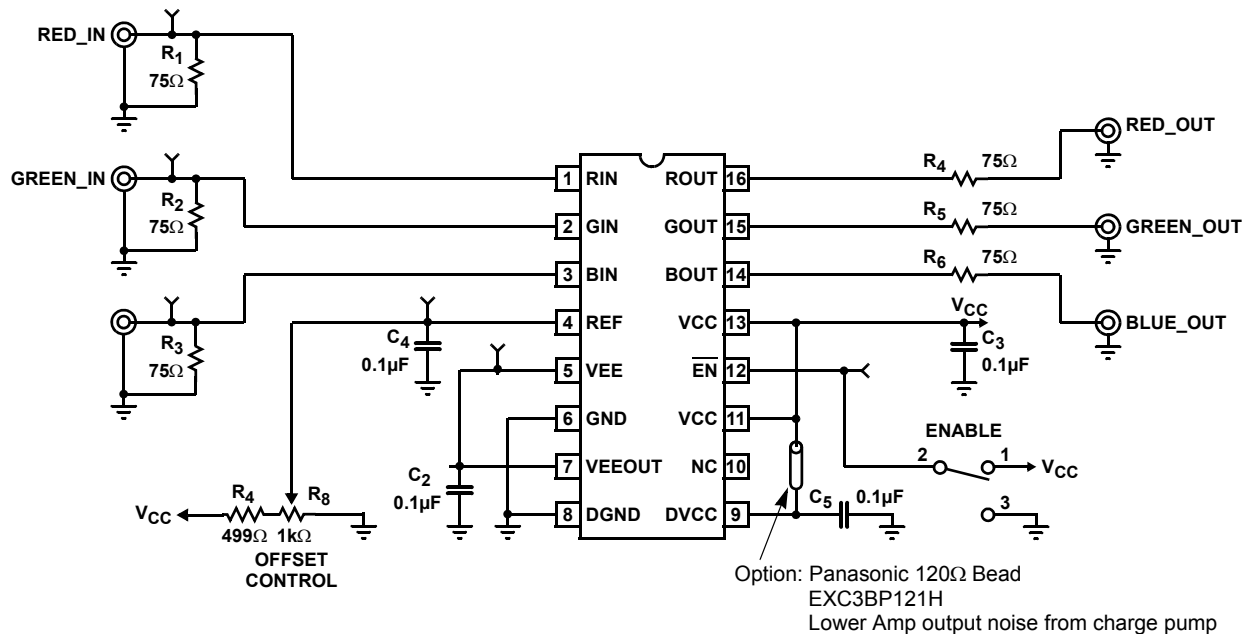 RED_IN
R1
75Ω
GREEN_IN
R2
75Ω
R3
75Ω
C4
0.1µF
C2
0.1µF
VCC
R4
499Ω
R8
1kΩ
OFFSET
CONTROL
1 RIN ROUT 16
2 GIN GOUT 15
3 BIN BOUT 14
4 REF VCC 13
5 VEE EN 12
6 GND VCC 11
7 VEEOUT NC 10
8 DGND DVCC 9
R4 75Ω
RED_OUT
R5 75Ω
GREEN_OUT
R6 75Ω
BLUE_OUT
VCC
C3
0.1µF
ENABLE
2 1
VCC
3
C5 0.1µF
Option: Panasonic 120Ω Bead
EXC3BP121H
Lower Amp output noise from charge pump